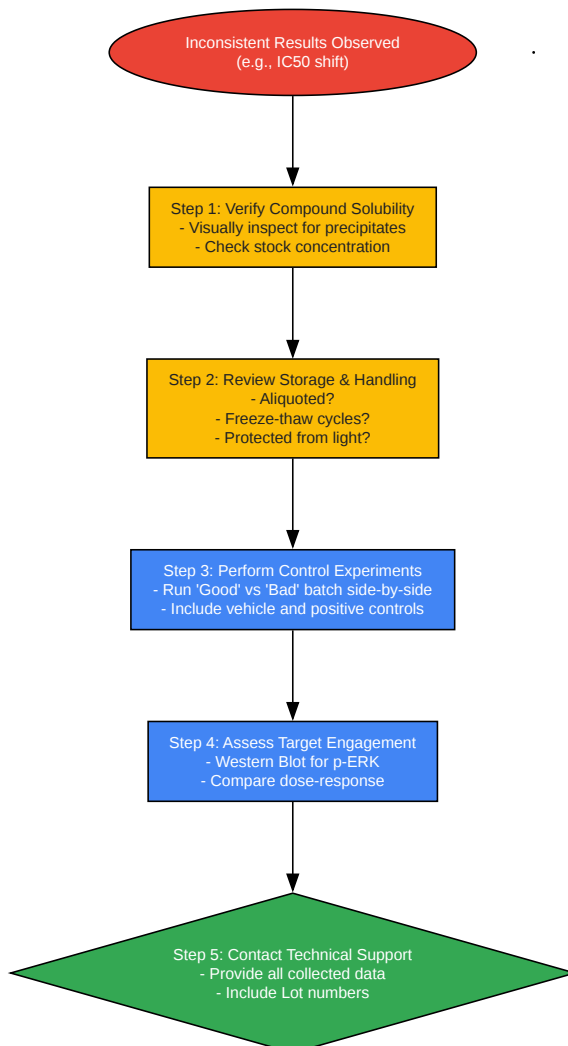 Inconsistent Results Observed
(e.g., IC50 shift)
.
Step 1: Verify Compound Solubility
- Visually inspect for precipitates
- Check stock concentration
Step 2: Review Storage & Handling
- Aliquoted?
- Freeze-thaw cycles?
- Protected from light?
Step 3: Perform Control Experiments
- Run 'Good' vs 'Bad' batch side-by-side
- Include vehicle and positive controls
Step 4: Assess Target Engagement
- Western Blot for p-ERK
- Compare dose-response
Step 5: Contact Technical Support
- Provide all collected data
- Include Lot numbers